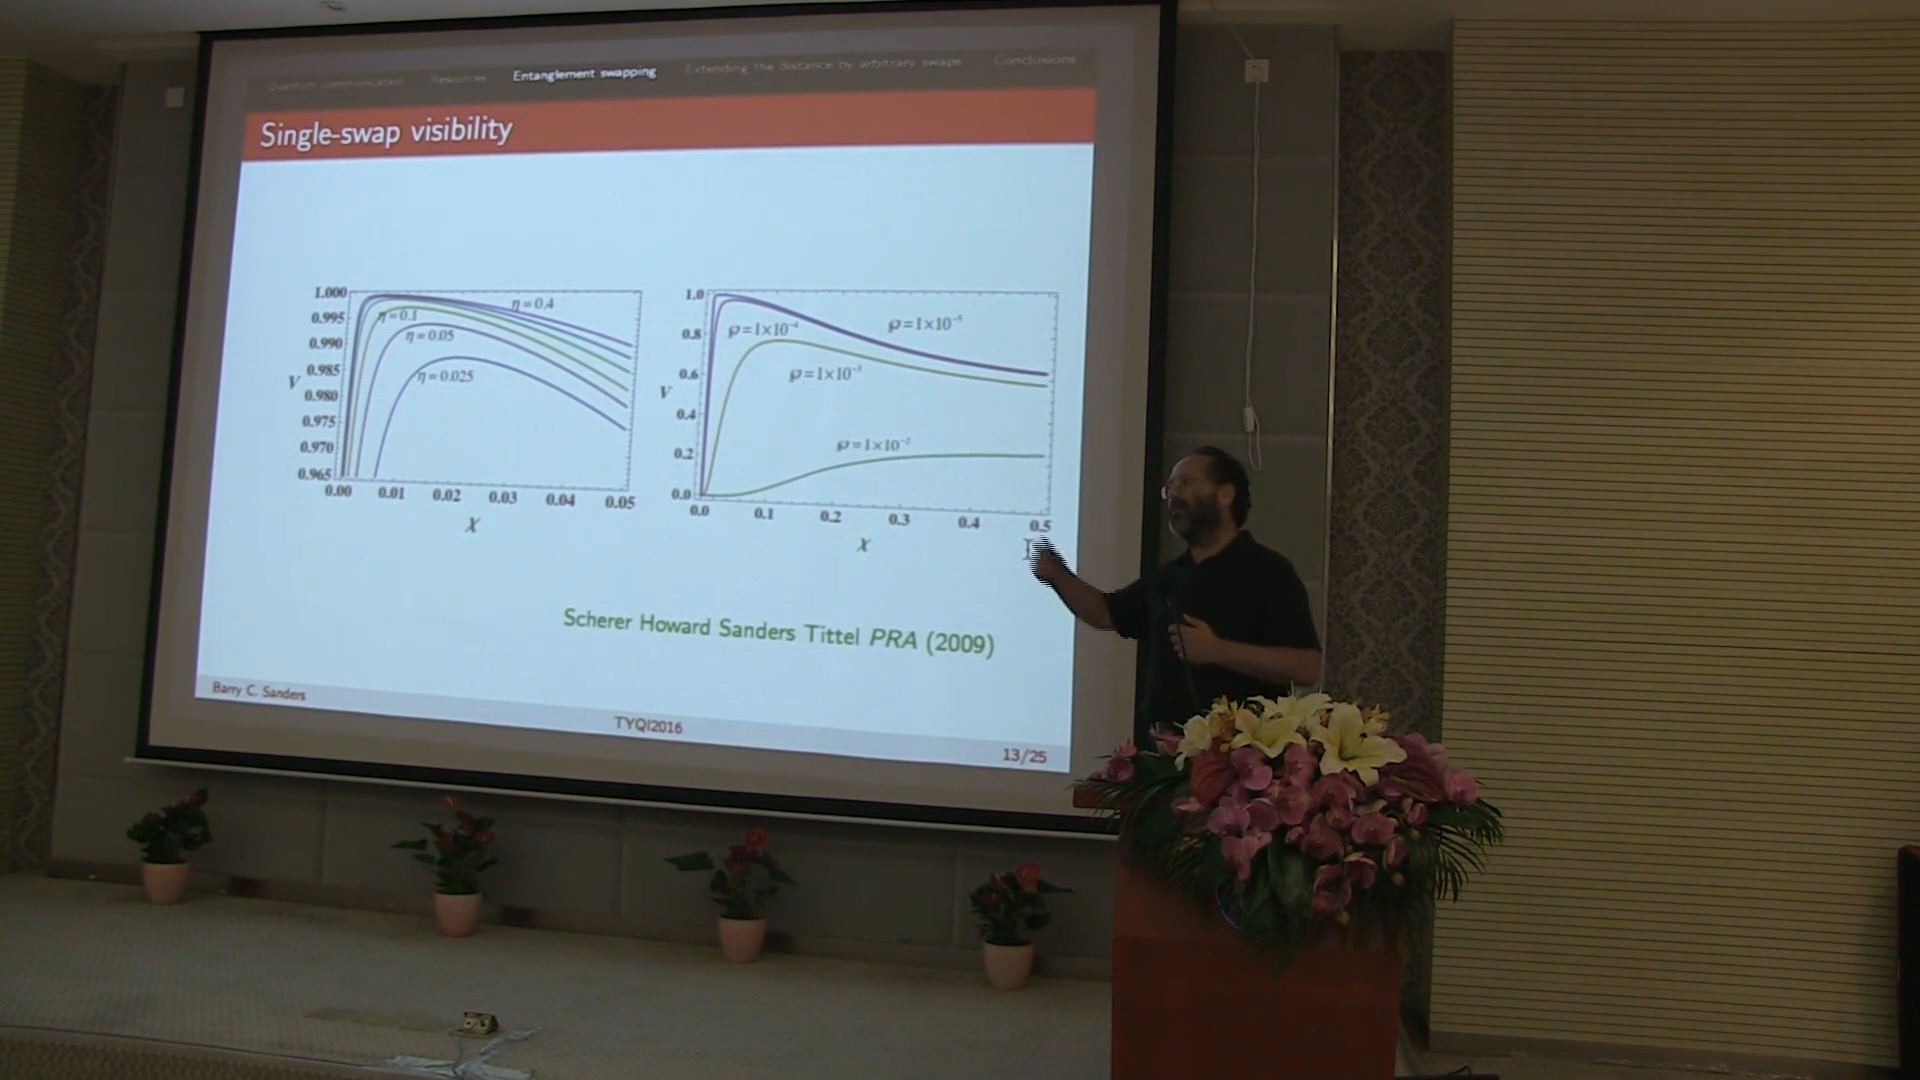 Quantum communication Resources Entanglement swapping Extending the distance by arbitrary swaps Conclusions
Single-swap visibility
1.000
0.995
0.990
0.985
0.980
0.975
0.970
0.965
V
0.00 0.01 0.02 0.03 0.04 0.05
χ
η=0.4
η=0.1
η=0.05
η=0.025
1.0
0.8
0.6
0.4
0.2
0.0
V
0.0 0.1 0.2 0.3 0.4 0.5
χ
℘=1×10⁻⁴
℘=1×10⁻⁵
℘=1×10⁻³
℘=1×10⁻²
Scherer Howard Sanders Tittel PRA (2009)
Barry C. Sanders
TYQI2016
13/25